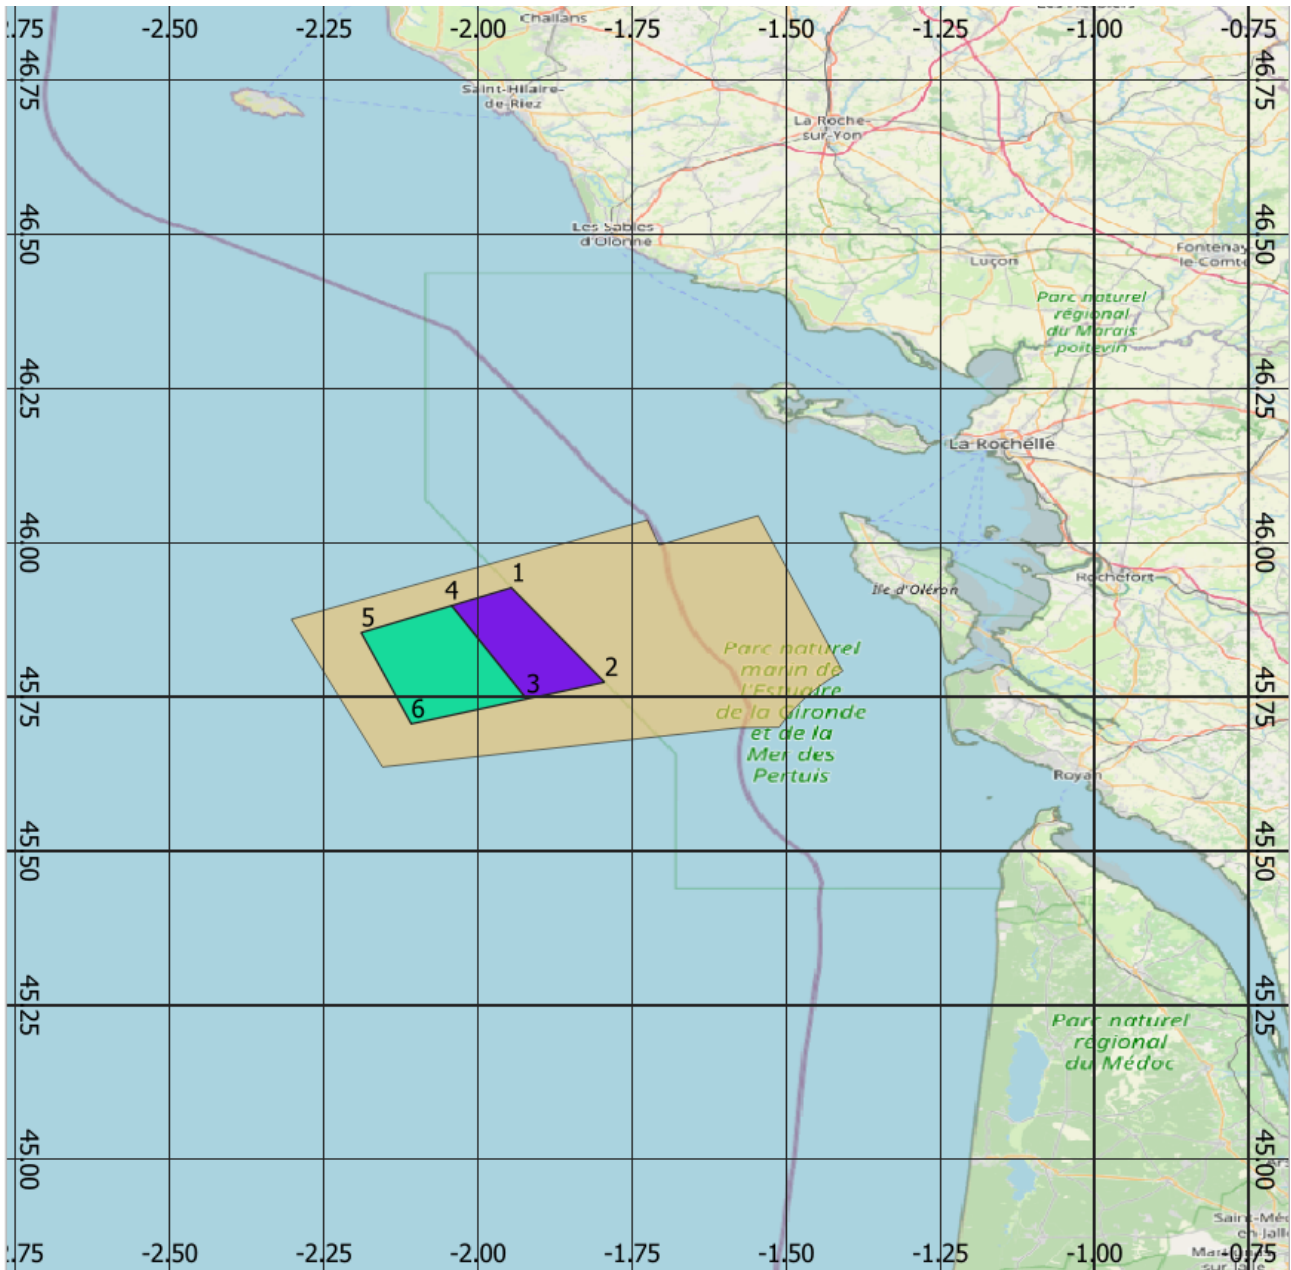 Challans
.75
-2.50
-2.25
-2.00
-1.75
-1.50
-1.25
-1.00
-0.75
46.75
46.75
Saint-Hilaire-
de-Riez
La Roche-
sur-Yon
46.50
46.50
Les Sables
d'Olonne
Luçon
Fontenay-
le-Comte
Parc naturel
régional
du Marais
poitevin
46.25
46.25
La Rochelle
46.00
46.00
Rochefort
Île d'Oléron
1
4
5
2
3
6
Parc naturel
marin de
l'Estuaire
de la Gironde
et de la
Mer des
Pertuis
45.75
45.75
Royan
45.50
45.50
45.25
45.25
Parc naturel
régional
du Médoc
45.00
45.00
Saint-Méd
en-Jalle
sur-Jalle
.75
-2.50
-2.25
-2.00
-1.75
-1.50
-1.25
-1.00
-0.75